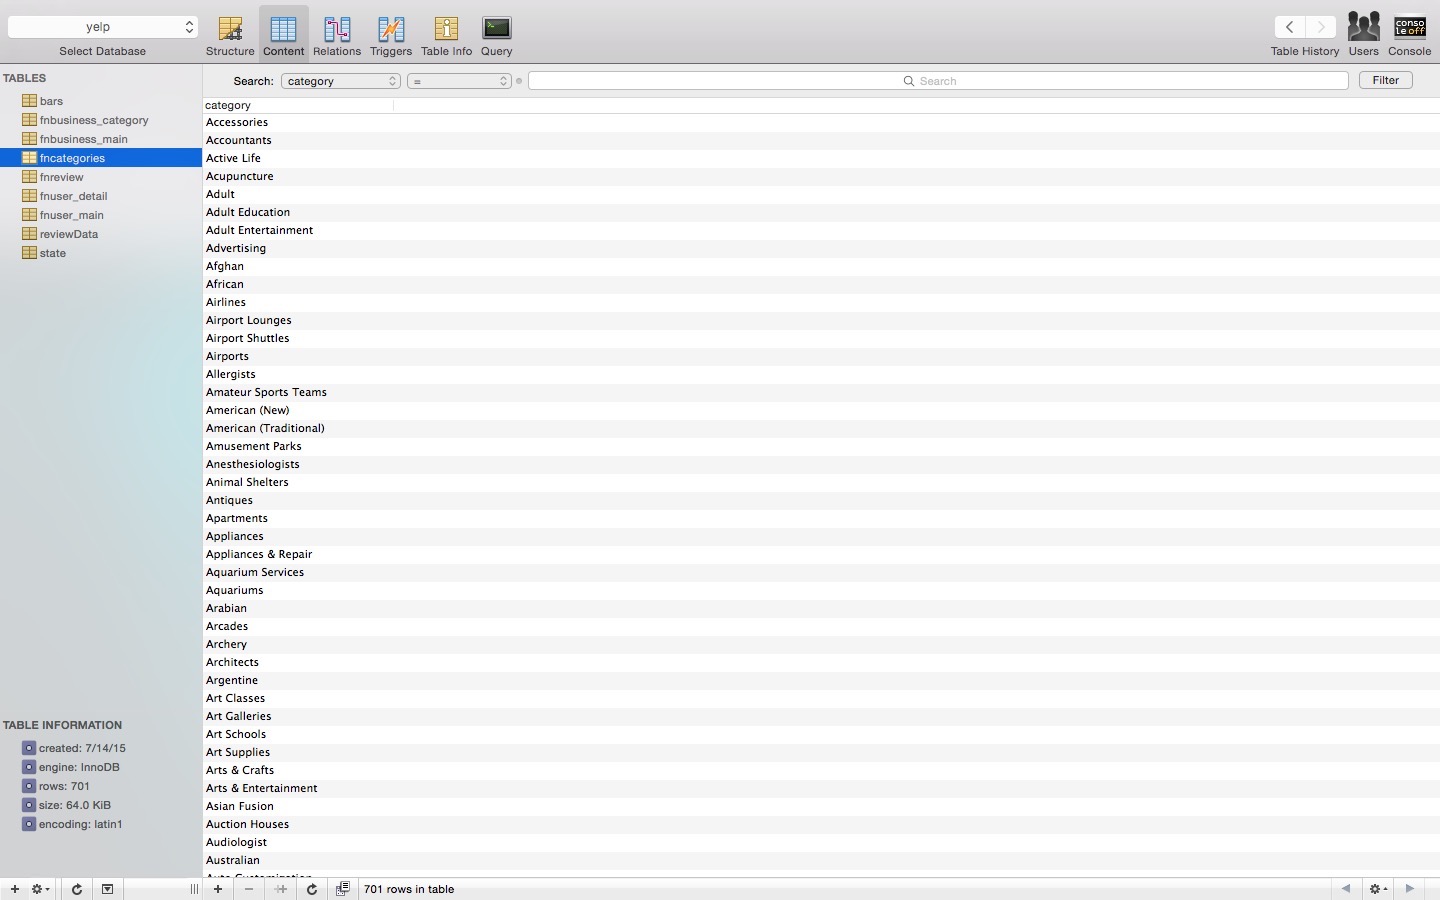 yelp
Select Database
Structure
Content
Relations
Triggers
Table Info
Query
Table History
Users
conso
le off
Console
TABLES
bars
fnbusiness_category
fnbusiness_main
fncategories
fnreview
fnuser_detail
fnuser_main
reviewData
state
TABLE INFORMATION
created: 7/14/15
engine: InnoDB
rows: 701
size: 64.0 KiB
encoding: latin1
Search: category = Search Filter
category
Accessories
Accountants
Active Life
Acupuncture
Adult
Adult Education
Adult Entertainment
Advertising
Afghan
African
Airlines
Airport Lounges
Airport Shuttles
Airports
Allergists
Amateur Sports Teams
American (New)
American (Traditional)
Amusement Parks
Anesthesiologists
Animal Shelters
Antiques
Apartments
Appliances
Appliances & Repair
Aquarium Services
Aquariums
Arabian
Arcades
Archery
Architects
Argentine
Art Classes
Art Galleries
Art Schools
Art Supplies
Arts & Crafts
Arts & Entertainment
Asian Fusion
Auction Houses
Audiologist
Australian
701 rows in table